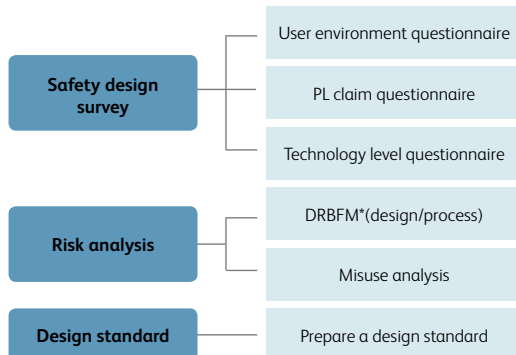 Safety design
survey
User environment questionnaire
PL claim questionnaire
Technology level questionnaire
Risk analysis
DRBFM*(design/process)
Misuse analysis
Design standard
Prepare a design standard